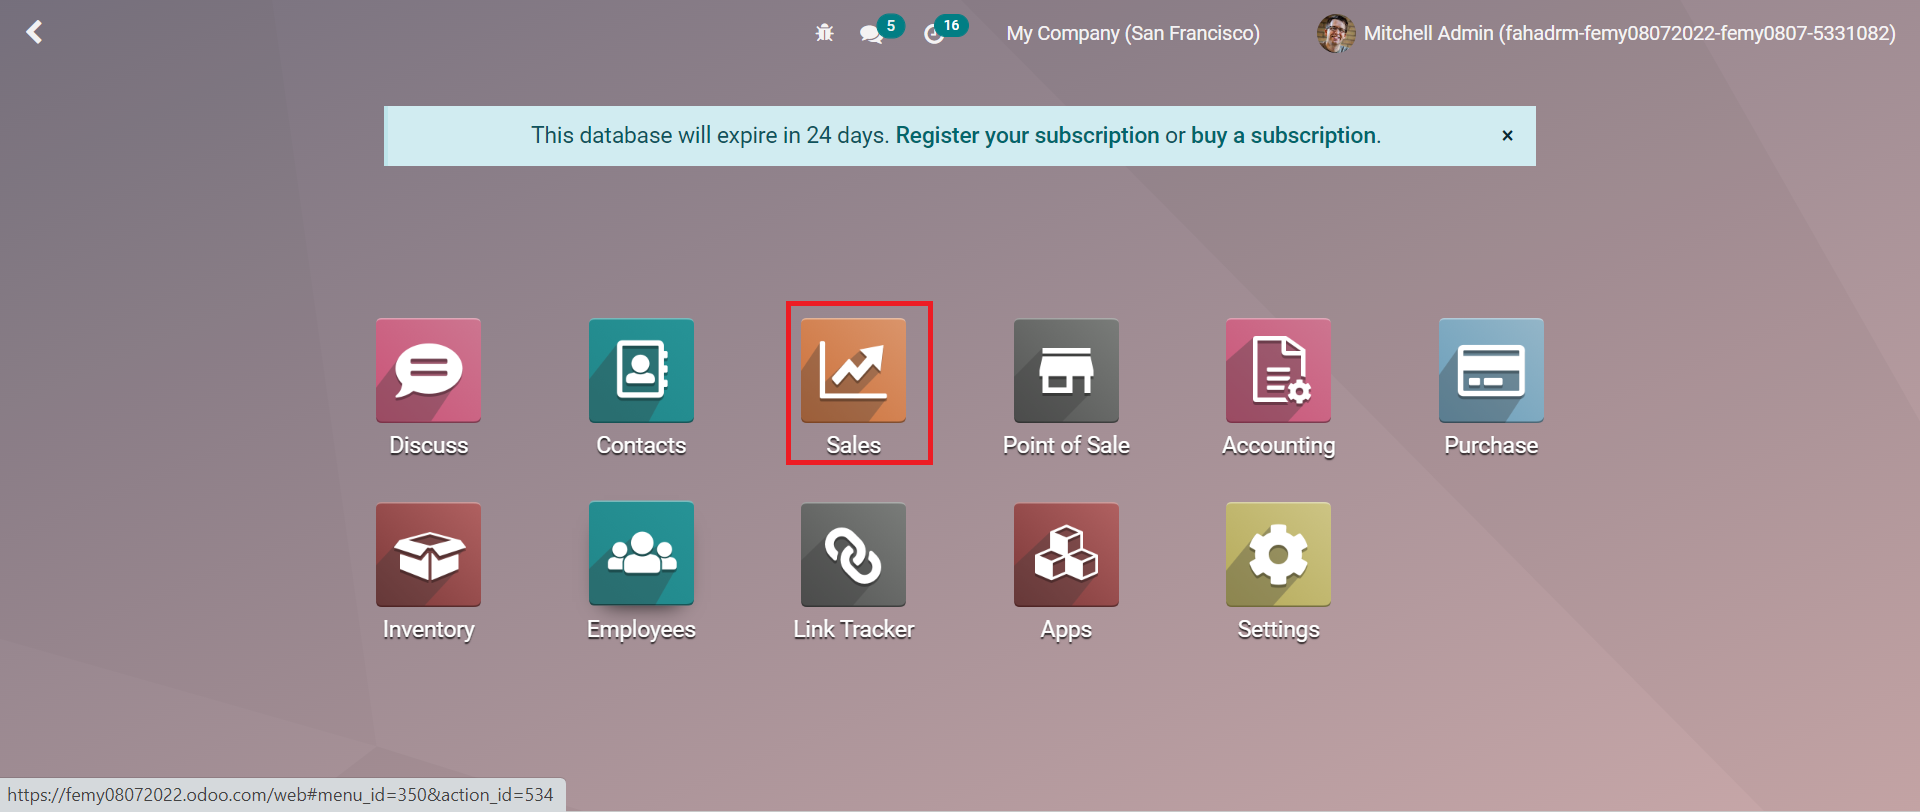 5
16
My Company (San Francisco)
Mitchell Admin (fahadrm-femy08072022-femy0807-5331082)
This database will expire in 24 days. Register your subscription or buy a subscription.
×
Discuss
Contacts
Sales
Point of Sale
Accounting
Purchase
Inventory
Employees
Link Tracker
Apps
Settings
https://femy08072022.odoo.com/web#menu_id=350&action_id=534